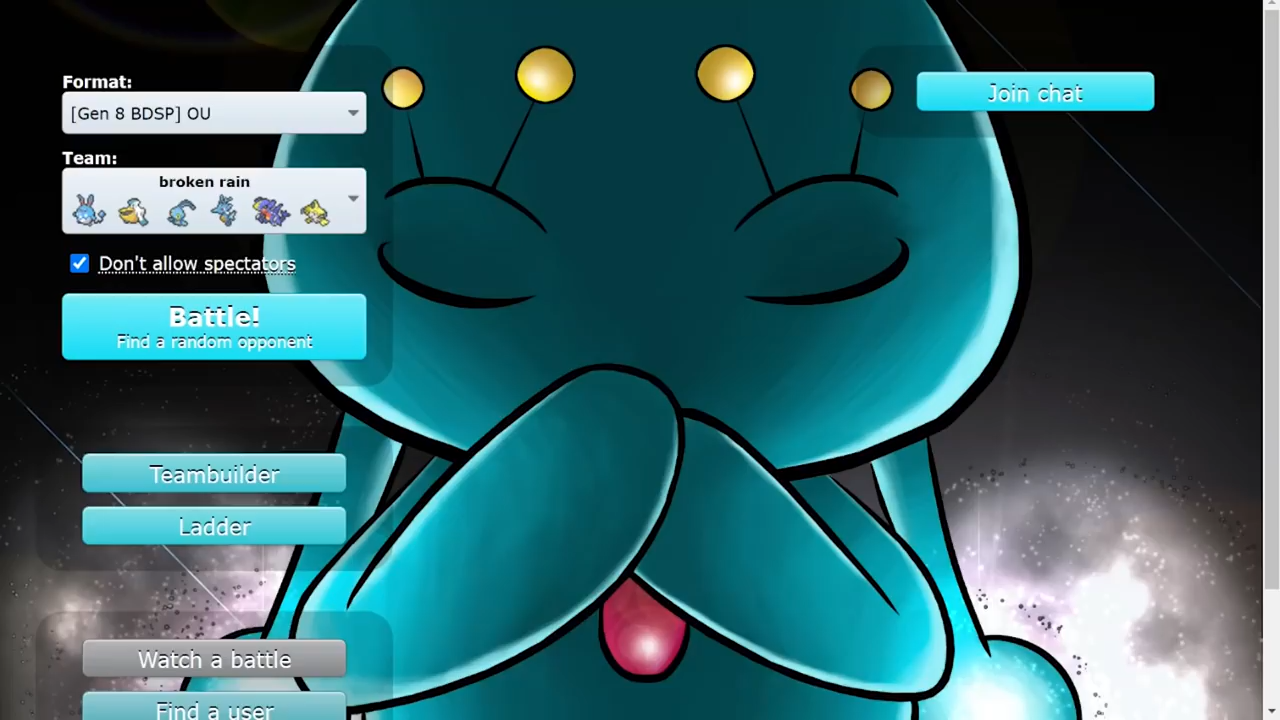 Format:
[Gen 8 BDSP] OU
Team:
broken rain
Don't allow spectators
Battle!
Find a random opponent
Teambuilder
Ladder
Watch a battle
Find a user
Join chat